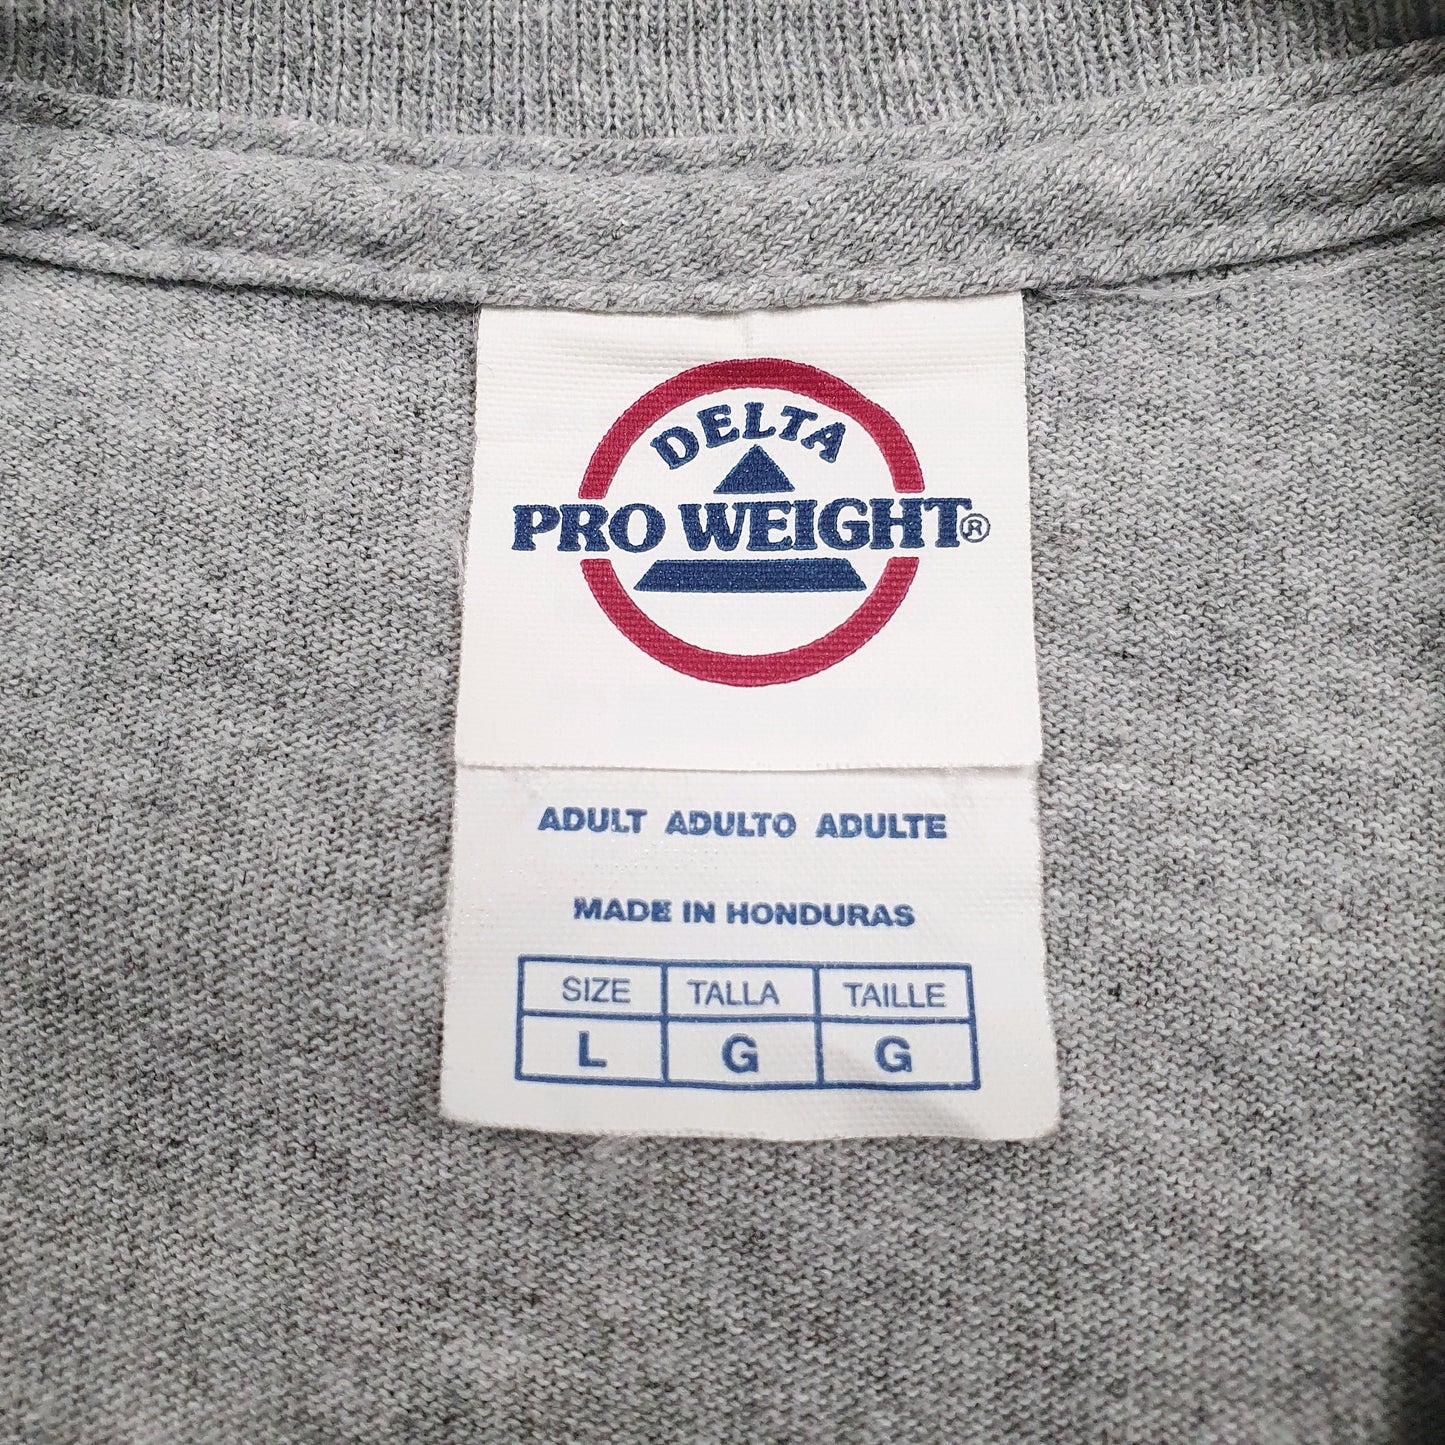 DELTA
PRO WEIGHT®
ADULT ADULTO ADULTE
MADE IN HONDURAS
SIZE TALLA TAILLE
L G G